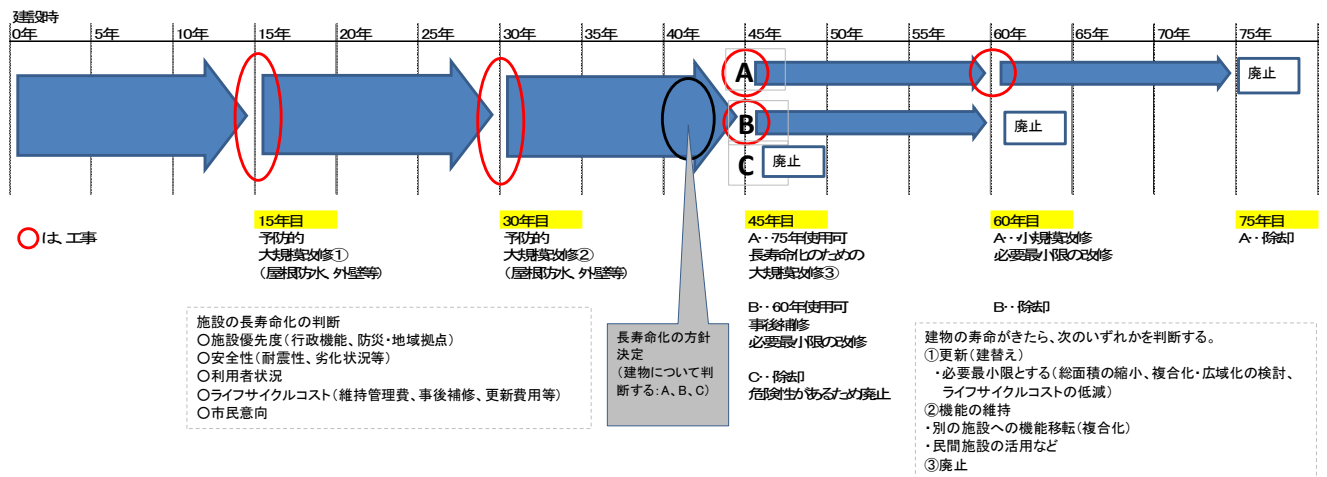 建設時
0年 5年 10年 15年 20年 25年 30年 35年 40年 45年 50年 55年 60年 65年 70年 75年
A
廃止
B
廃止
C
廃止
○は、工事
15年目
予防的
大規模改修①
(屋根防水、外壁等)
30年目
予防的
大規模改修②
(屋根防水、外壁等)
45年目
A・・75年使用可
長寿命化のための
大規模改修③
B・・60年使用可
事後補修
必要最小限の改修
C・・除却
危険性があるため廃止
60年目
A・・小規模改修
必要最小限の改修
B・・除却
75年目
A・・除却
施設の長寿命化の判断
○施設優先度(行政機能、防災・地域拠点)
○安全性(耐震性、劣化状況等)
○利用者状況
○ライフサイクルコスト(維持管理費、事後補修、更新費用等)
○市民意向
長寿命化の方針
決定
(建物について判
断する:A、B、C)
建物の寿命がきたら、次のいずれかを判断する。
①更新(建替え)
・必要最小限とする(総面積の縮小、複合化・広域化の検討、
ライフサイクルコストの低減)
②機能の維持
・別の施設への機能移転(複合化)
・民間施設の活用など
③廃止